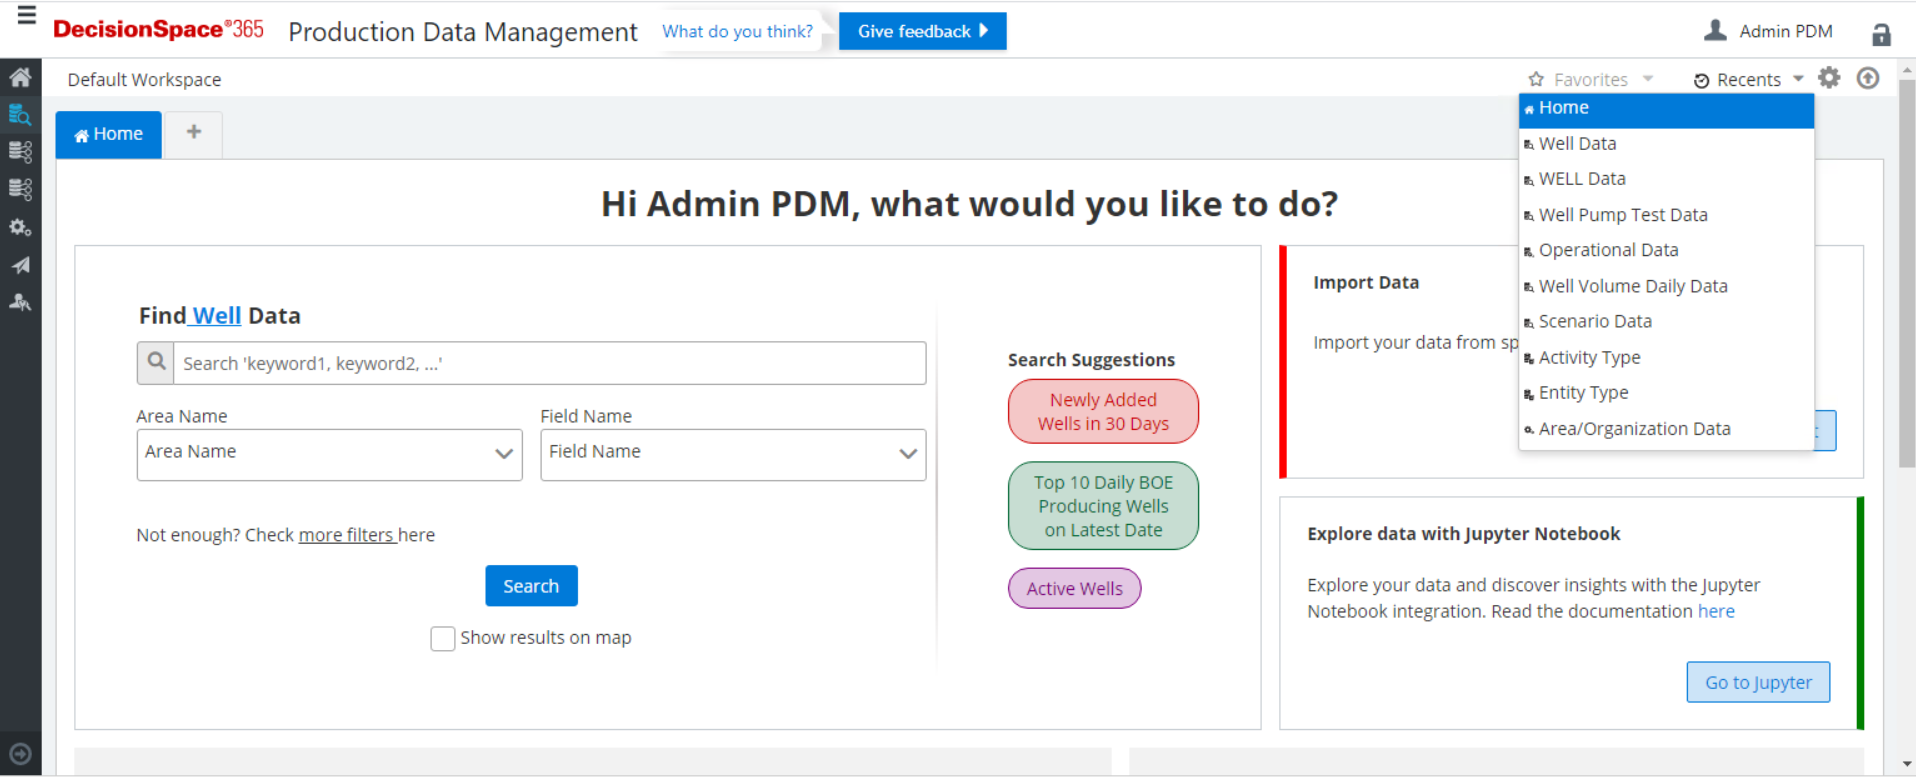 DecisionSpace®365 Production Data Management What do you think? Give feedback Admin PDM
Default Workspace Favorites Recents
Home +
Home
Well Data
WELL Data
Well Pump Test Data
Operational Data
Well Volume Daily Data
Scenario Data
Activity Type
Entity Type
Area/Organization Data
Hi Admin PDM, what would you like to do?
Find Well Data
Search 'keyword1, keyword2, ...'
Area Name
Area Name
Field Name
Field Name
Not enough? Check more filters here
Search
Show results on map
Search Suggestions
Newly Added
Wells in 30 Days
Top 10 Daily BOE
Producing Wells
on Latest Date
Active Wells
Import Data
Import your data from sp
Explore data with Jupyter Notebook
Explore your data and discover insights with the Jupyter
Notebook integration. Read the documentation here
Go to Jupyter